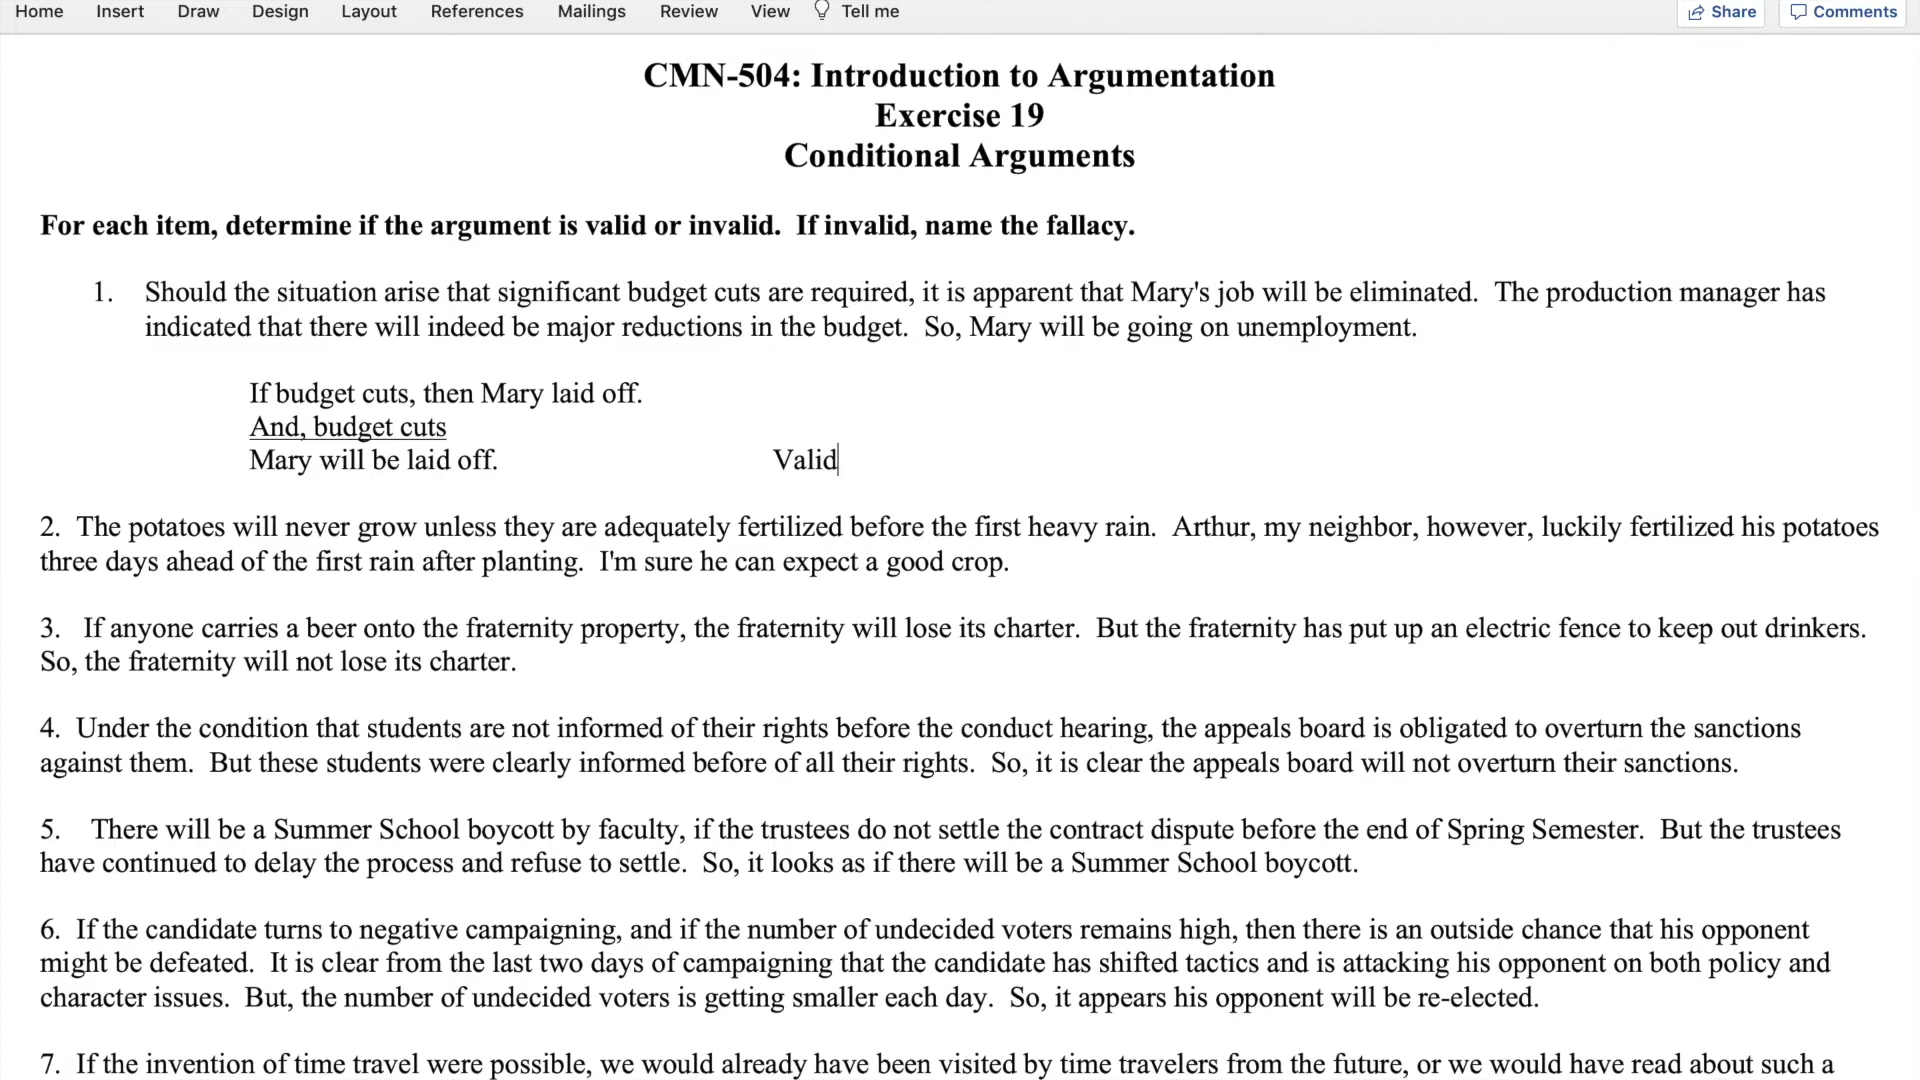 Home Insert Draw Design Layout References Mailings Review View Tell me Share Comments
CMN-504: Introduction to Argumentation
Exercise 19
Conditional Arguments
For each item, determine if the argument is valid or invalid.  If invalid, name the fallacy.
1. Should the situation arise that significant budget cuts are required, it is apparent that Mary's job will be eliminated.  The production manager has
indicated that there will indeed be major reductions in the budget.  So, Mary will be going on unemployment.
If budget cuts, then Mary laid off.
And, budget cuts
Mary will be laid off. Valid
2.  The potatoes will never grow unless they are adequately fertilized before the first heavy rain.  Arthur, my neighbor, however, luckily fertilized his potatoes
three days ahead of the first rain after planting.  I'm sure he can expect a good crop.
3.   If anyone carries a beer onto the fraternity property, the fraternity will lose its charter.  But the fraternity has put up an electric fence to keep out drinkers.
So, the fraternity will not lose its charter.
4.  Under the condition that students are not informed of their rights before the conduct hearing, the appeals board is obligated to overturn the sanctions
against them.  But these students were clearly informed before of all their rights.  So, it is clear the appeals board will not overturn their sanctions.
5.    There will be a Summer School boycott by faculty, if the trustees do not settle the contract dispute before the end of Spring Semester.  But the trustees
have continued to delay the process and refuse to settle.  So, it looks as if there will be a Summer School boycott.
6.  If the candidate turns to negative campaigning, and if the number of undecided voters remains high, then there is an outside chance that his opponent
might be defeated.  It is clear from the last two days of campaigning that the candidate has shifted tactics and is attacking his opponent on both policy and
character issues.  But, the number of undecided voters is getting smaller each day.  So, it appears his opponent will be re-elected.
7.  If the invention of time travel were possible, we would already have been visited by time travelers from the future, or we would have read about such a